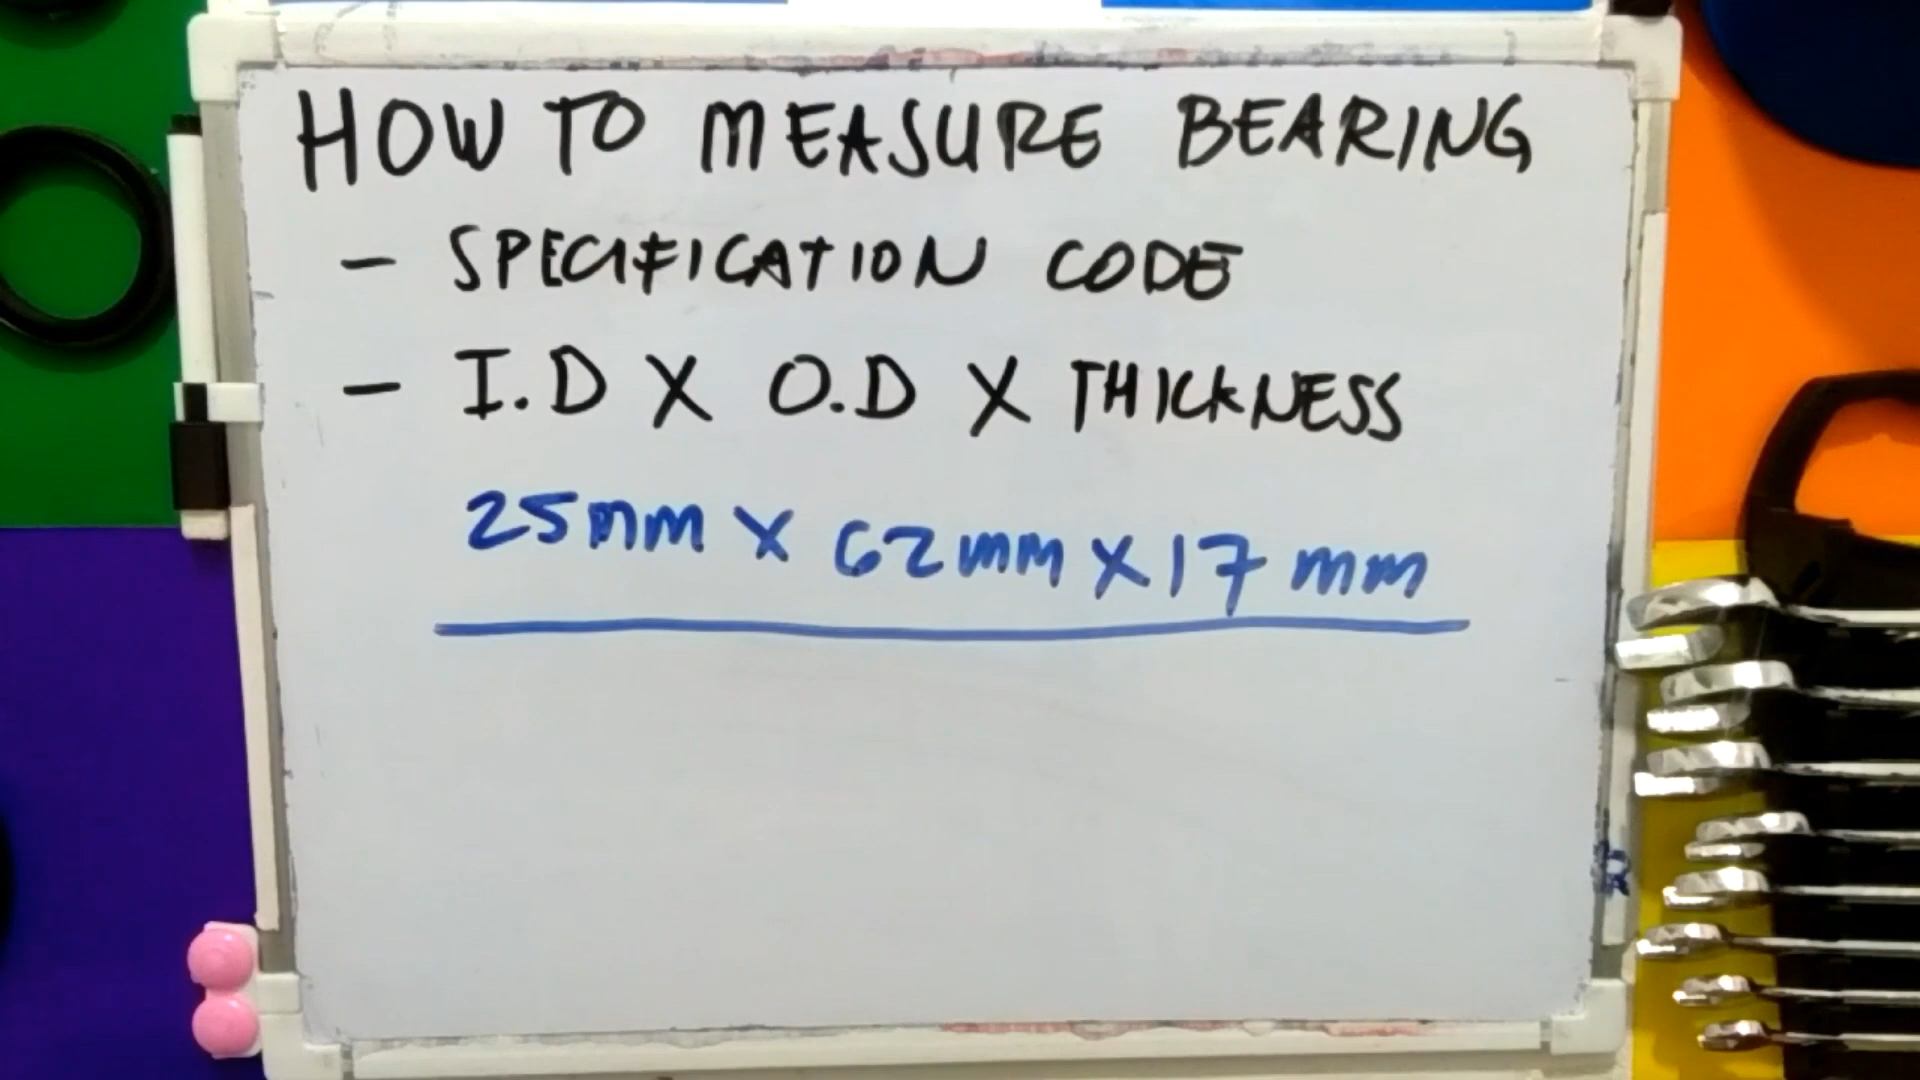 HOW TO MEASURE BEARING
- SPECIFICATION CODE
- I.D X O.D X THICKNESS
25mm X 62mm X 17 mm